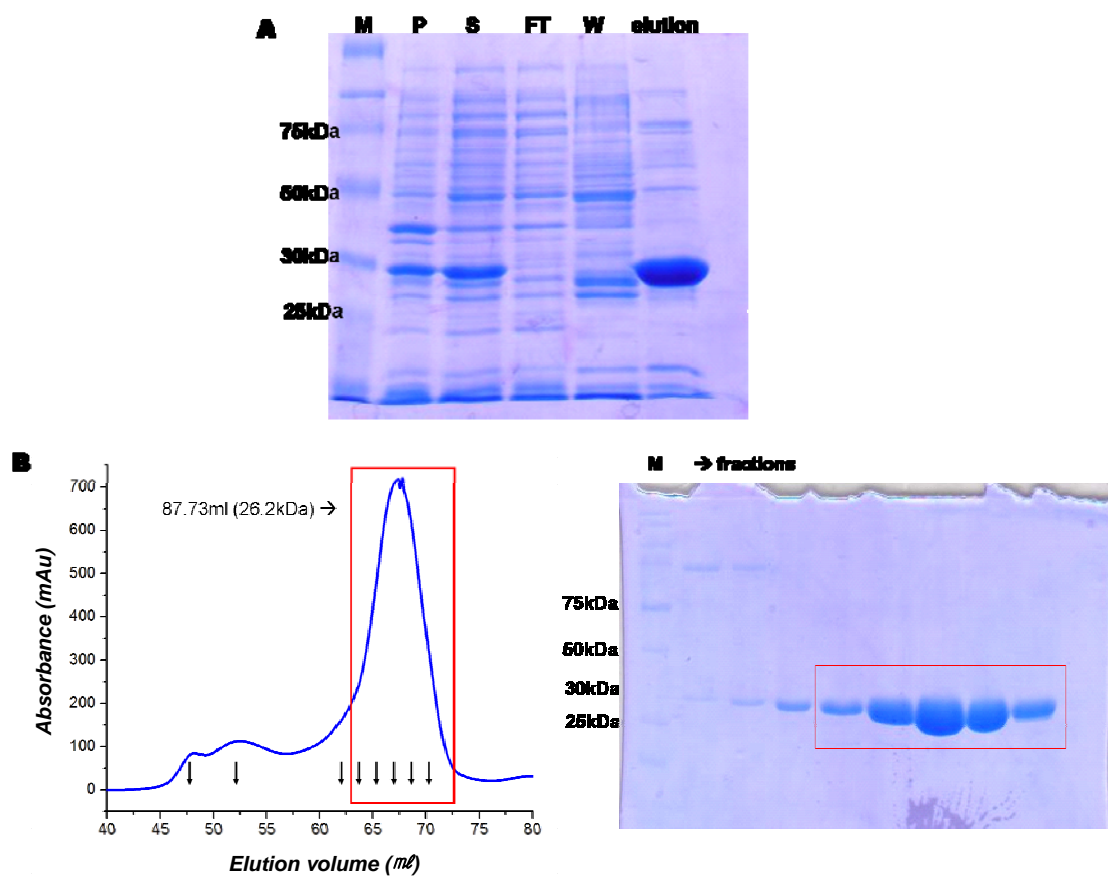 A
M P S FT W elution
75kDa
50kDa
30kDa
25kDa
B
700
600
500
400
300
200
100
0
Absorbance (mAu)
87.73ml (26.2kDa) →
40 45 50 55 60 65 70 75 80
Elution volume (㎖)
M → fractions
75kDa
50kDa
30kDa
25kDa